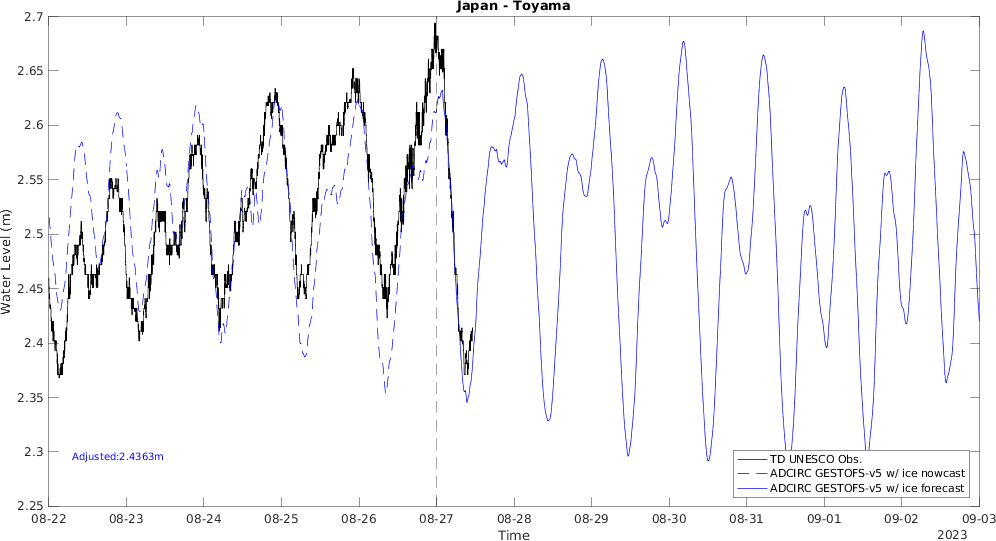 Japan - Toyama
2.7
2.65
2.6
2.55
2.5
2.45
2.4
2.35
2.3
2.25
Water Level (m)
Adjusted:2.4363m
TD UNESCO Obs.
ADCIRC GESTOFS-v5 w/ ice nowcast
ADCIRC GESTOFS-v5 w/ ice forecast
08-22 08-23 08-24 08-25 08-26 08-27 08-28 08-29 08-30 08-31 09-01 09-02 09-03
Time
2023